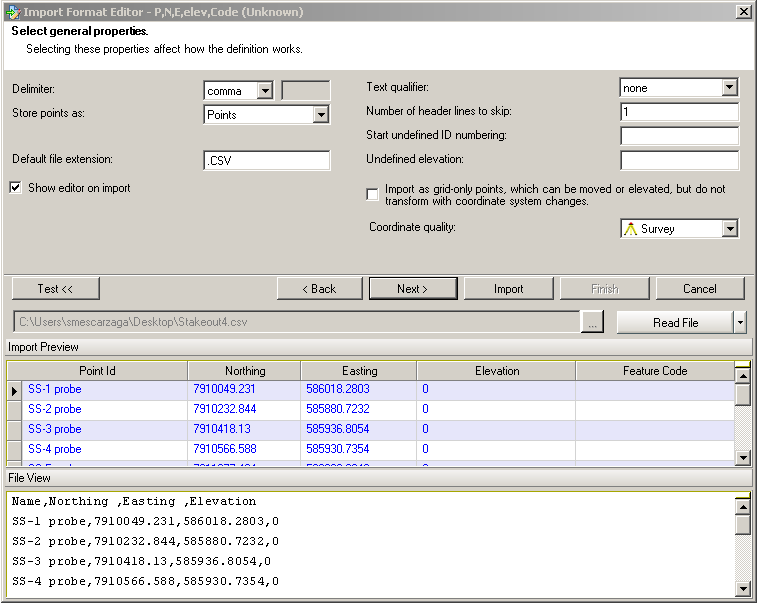 Import Format Editor - P,N,E,elev,Code (Unknown)
Select general properties.
Selecting these properties affect how the definition works.
Delimiter: comma
Store points as: Points
Default file extension: .CSV
Show editor on import
Text qualifier: none
Number of header lines to skip: 1
Start undefined ID numbering:
Undefined elevation:
Import as grid-only points, which can be moved or elevated, but do not
transform with coordinate system changes.
Coordinate quality: Survey
Test << < Back Next > Import Finish Cancel
C:\Users\smescarzaga\Desktop\Stakeout4.csv ... Read File
Import Preview
Point Id Northing Easting Elevation Feature Code
SS-1 probe 7910049.231 586018.2803 0
SS-2 probe 7910232.844 585880.7232 0
SS-3 probe 7910418.13 585936.8054 0
SS-4 probe 7910566.588 585930.7354 0
File View
Name,Northing ,Easting ,Elevation
SS-1 probe,7910049.231,586018.2803,0
SS-2 probe,7910232.844,585880.7232,0
SS-3 probe,7910418.13,585936.8054,0
SS-4 probe,7910566.588,585930.7354,0